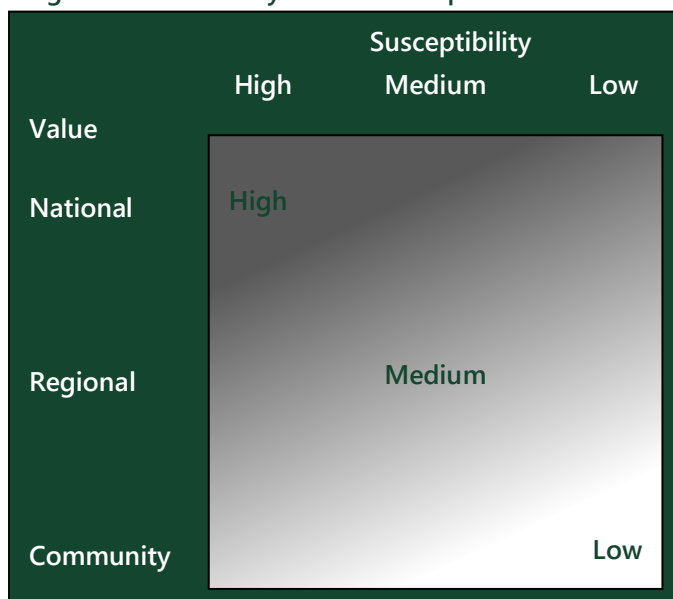 Susceptibility
High Medium Low
Value
National High
Regional Medium
Community Low